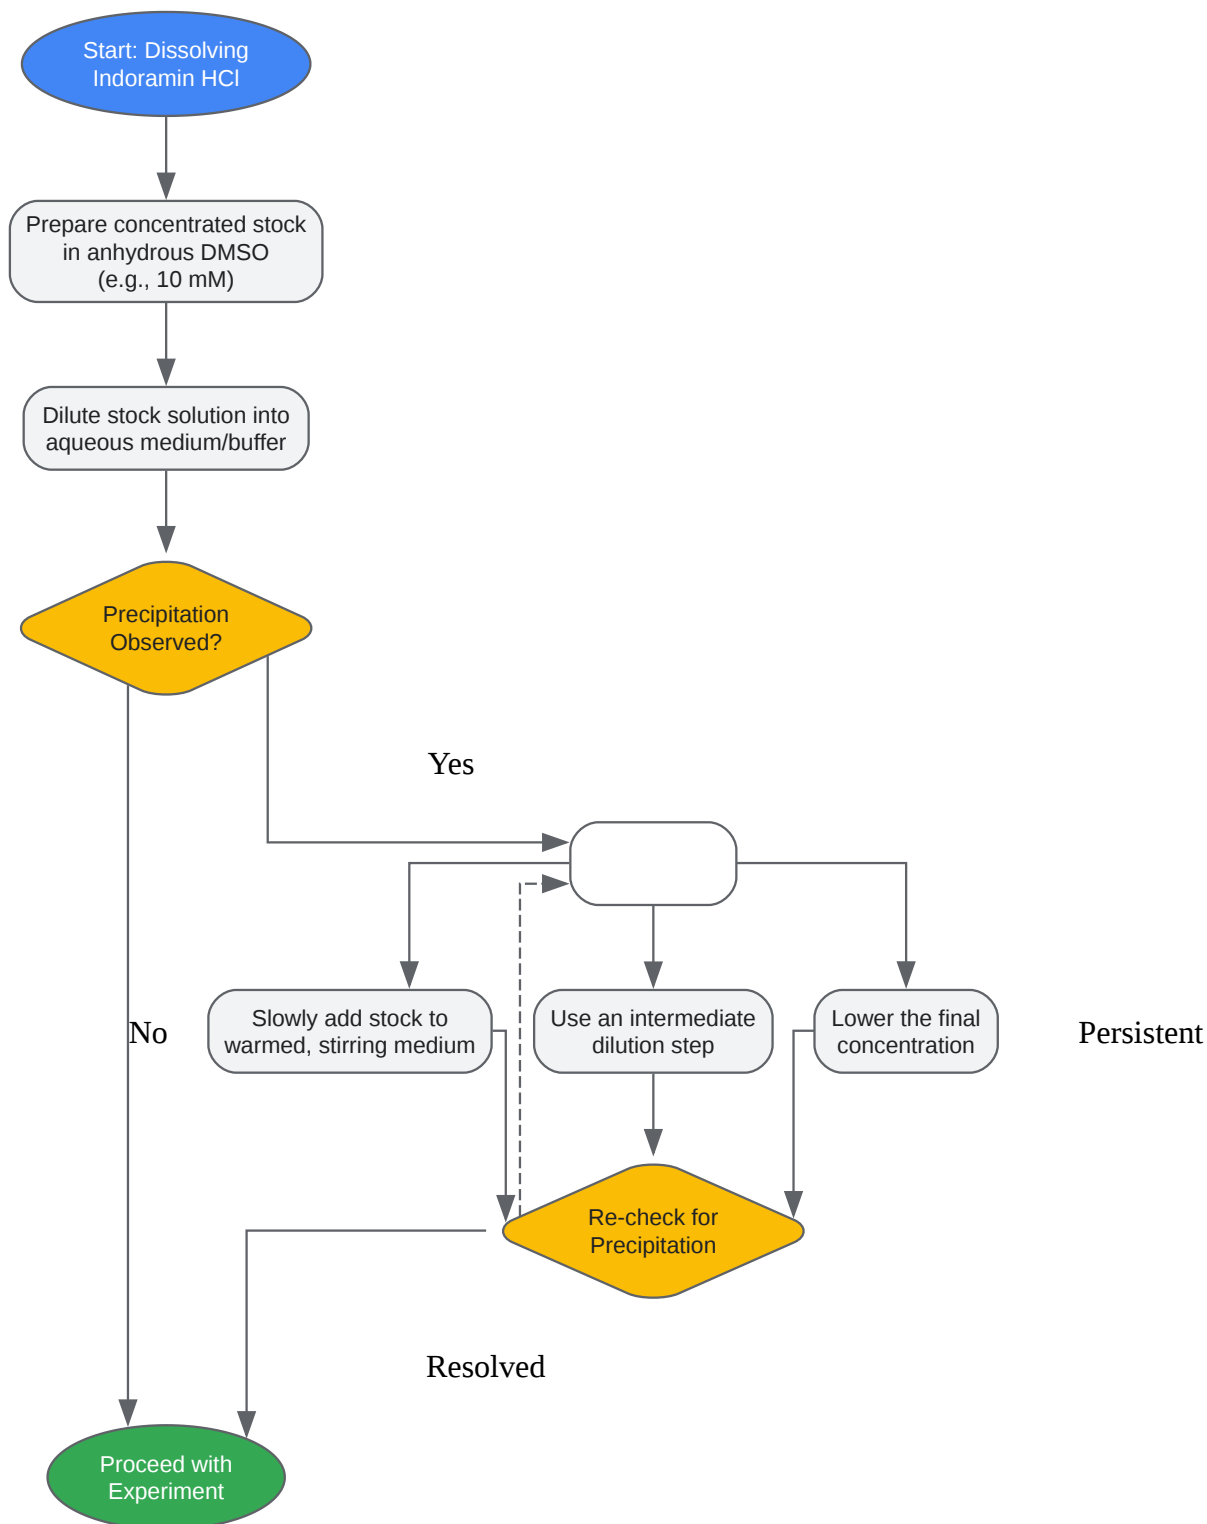 Start: Dissolving
Indoramin HCl
Prepare concentrated stock
in anhydrous DMSO
(e.g., 10 mM)
Dilute stock solution into
aqueous medium/buffer
Precipitation
Observed?
Yes
No
Slowly add stock to
warmed, stirring medium
Use an intermediate
dilution step
Lower the final
concentration
Persistent
Re-check for
Precipitation
Resolved
Proceed with
Experiment